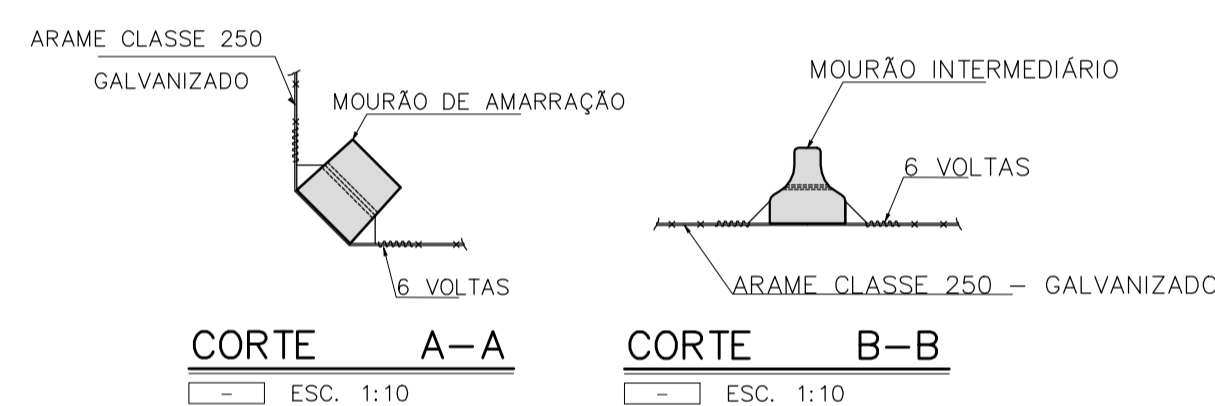 ARAME CLASSE 250
GALVANIZADO
MOURÃO DE AMARRAÇÃO
6 VOLTAS
CORTE A-A
- ESC. 1:10
MOURÃO INTERMEDIÁRIO
6 VOLTAS
ARAME CLASSE 250 - GALVANIZADO
CORTE B-B
- ESC. 1:10